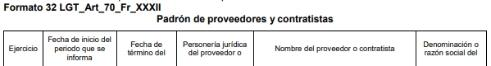 Formato 32 LGT_Art_70_Fr_XXXII
Padrón de proveedores y contratistas
Ejercicio
Fecha de inicio del
periodo que se
informa
Fecha de
término del
Personería jurídica
del proveedor o
Nombre del proveedor o contratista
Denominación o
razón social del